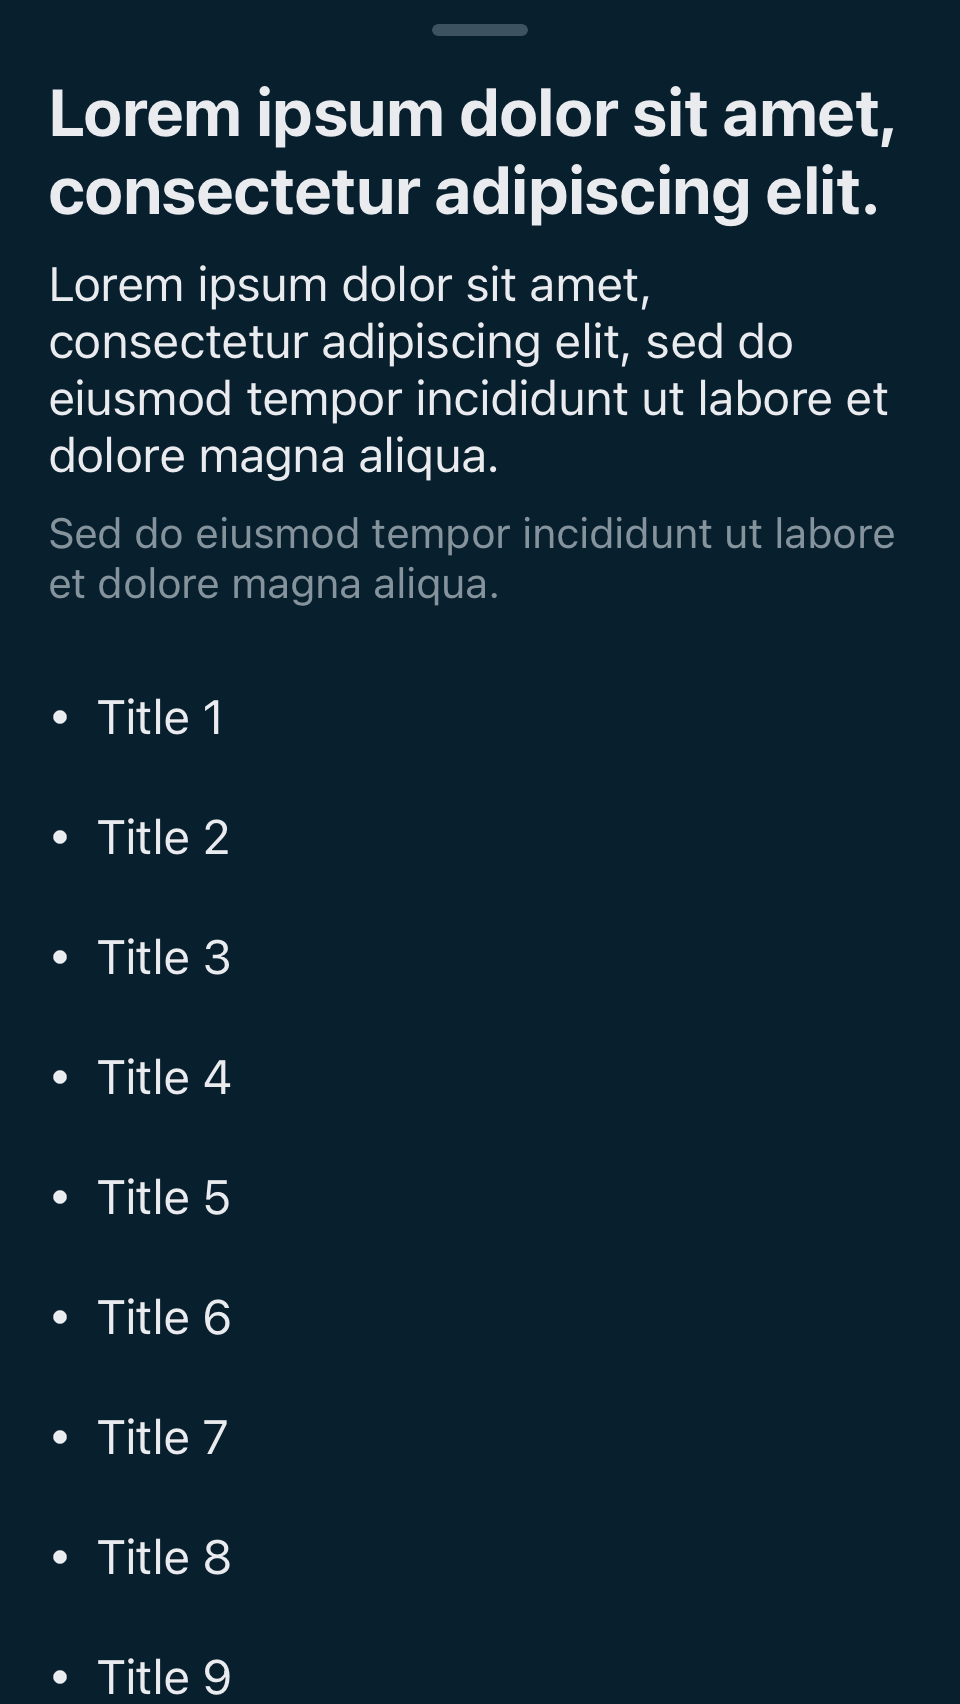 Lorem ipsum dolor sit amet,
consectetur adipiscing elit.
Lorem ipsum dolor sit amet,
consectetur adipiscing elit, sed do
eiusmod tempor incididunt ut labore et
dolore magna aliqua.
Sed do eiusmod tempor incididunt ut labore
et dolore magna aliqua.
• Title 1
• Title 2
• Title 3
• Title 4
• Title 5
• Title 6
• Title 7
• Title 8
• Title 9